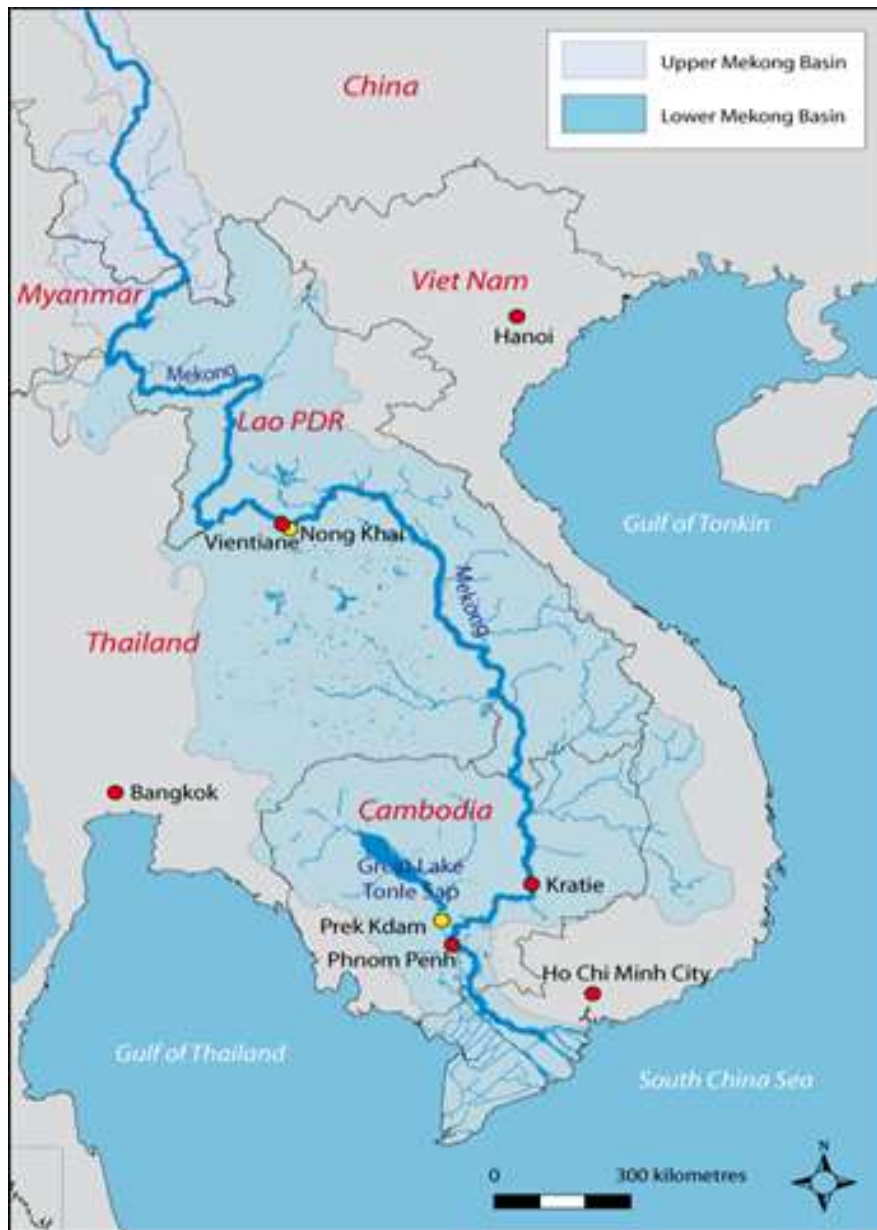 Upper Mekong Basin
China
Lower Mekong Basin
Myanmar
Viet Nam
Hanoi
Mekong
Lao PDR
Gulf of Tonkin
Vientiane
Nong Khai
Mekong
Thailand
Bangkok
Cambodia
Great Lake
Tonle Sap
Kratie
Prek Kdam
Phnom Penh
Ho Chi Minh City
Gulf of Thailand
South China Sea
N
0 300 kilometres